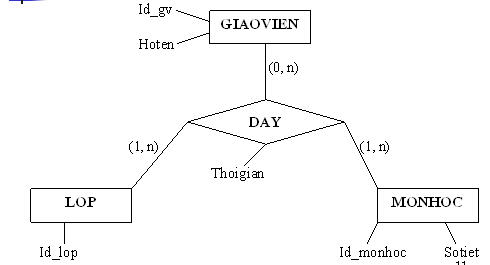 Id_gv
GIAOVIEN
Hoten
(0, n)
DAY
(1, n)
(1, n)
Thoigian
LOP
MONHOC
Id_lop
Id_monhoc
Sotiet